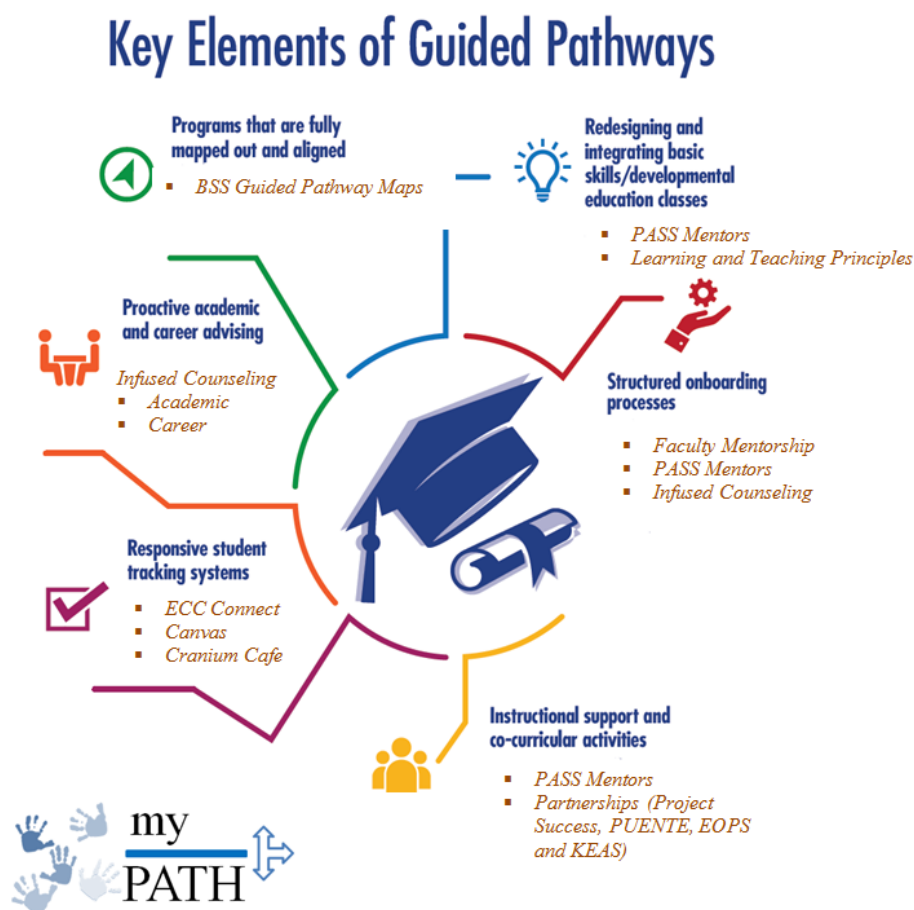 Key Elements of Guided Pathways
Programs that are fully
mapped out and aligned
▪ BSS Guided Pathway Maps
Redesigning and
integrating basic
skills/developmental
education classes
▪ PASS Mentors
▪ Learning and Teaching Principles
Proactive academic
and career advising
Infused Counseling
▪ Academic
▪ Career
Structured onboarding
processes
▪ Faculty Mentorship
▪ PASS Mentors
▪ Infused Counseling
Responsive student
tracking systems
▪ ECC Connect
▪ Canvas
▪ Cranium Cafe
Instructional support and
co-curricular activities
▪ PASS Mentors
▪ Partnerships (Project
Success, PUENTE, EOPS
and KEAS)
my
PATH